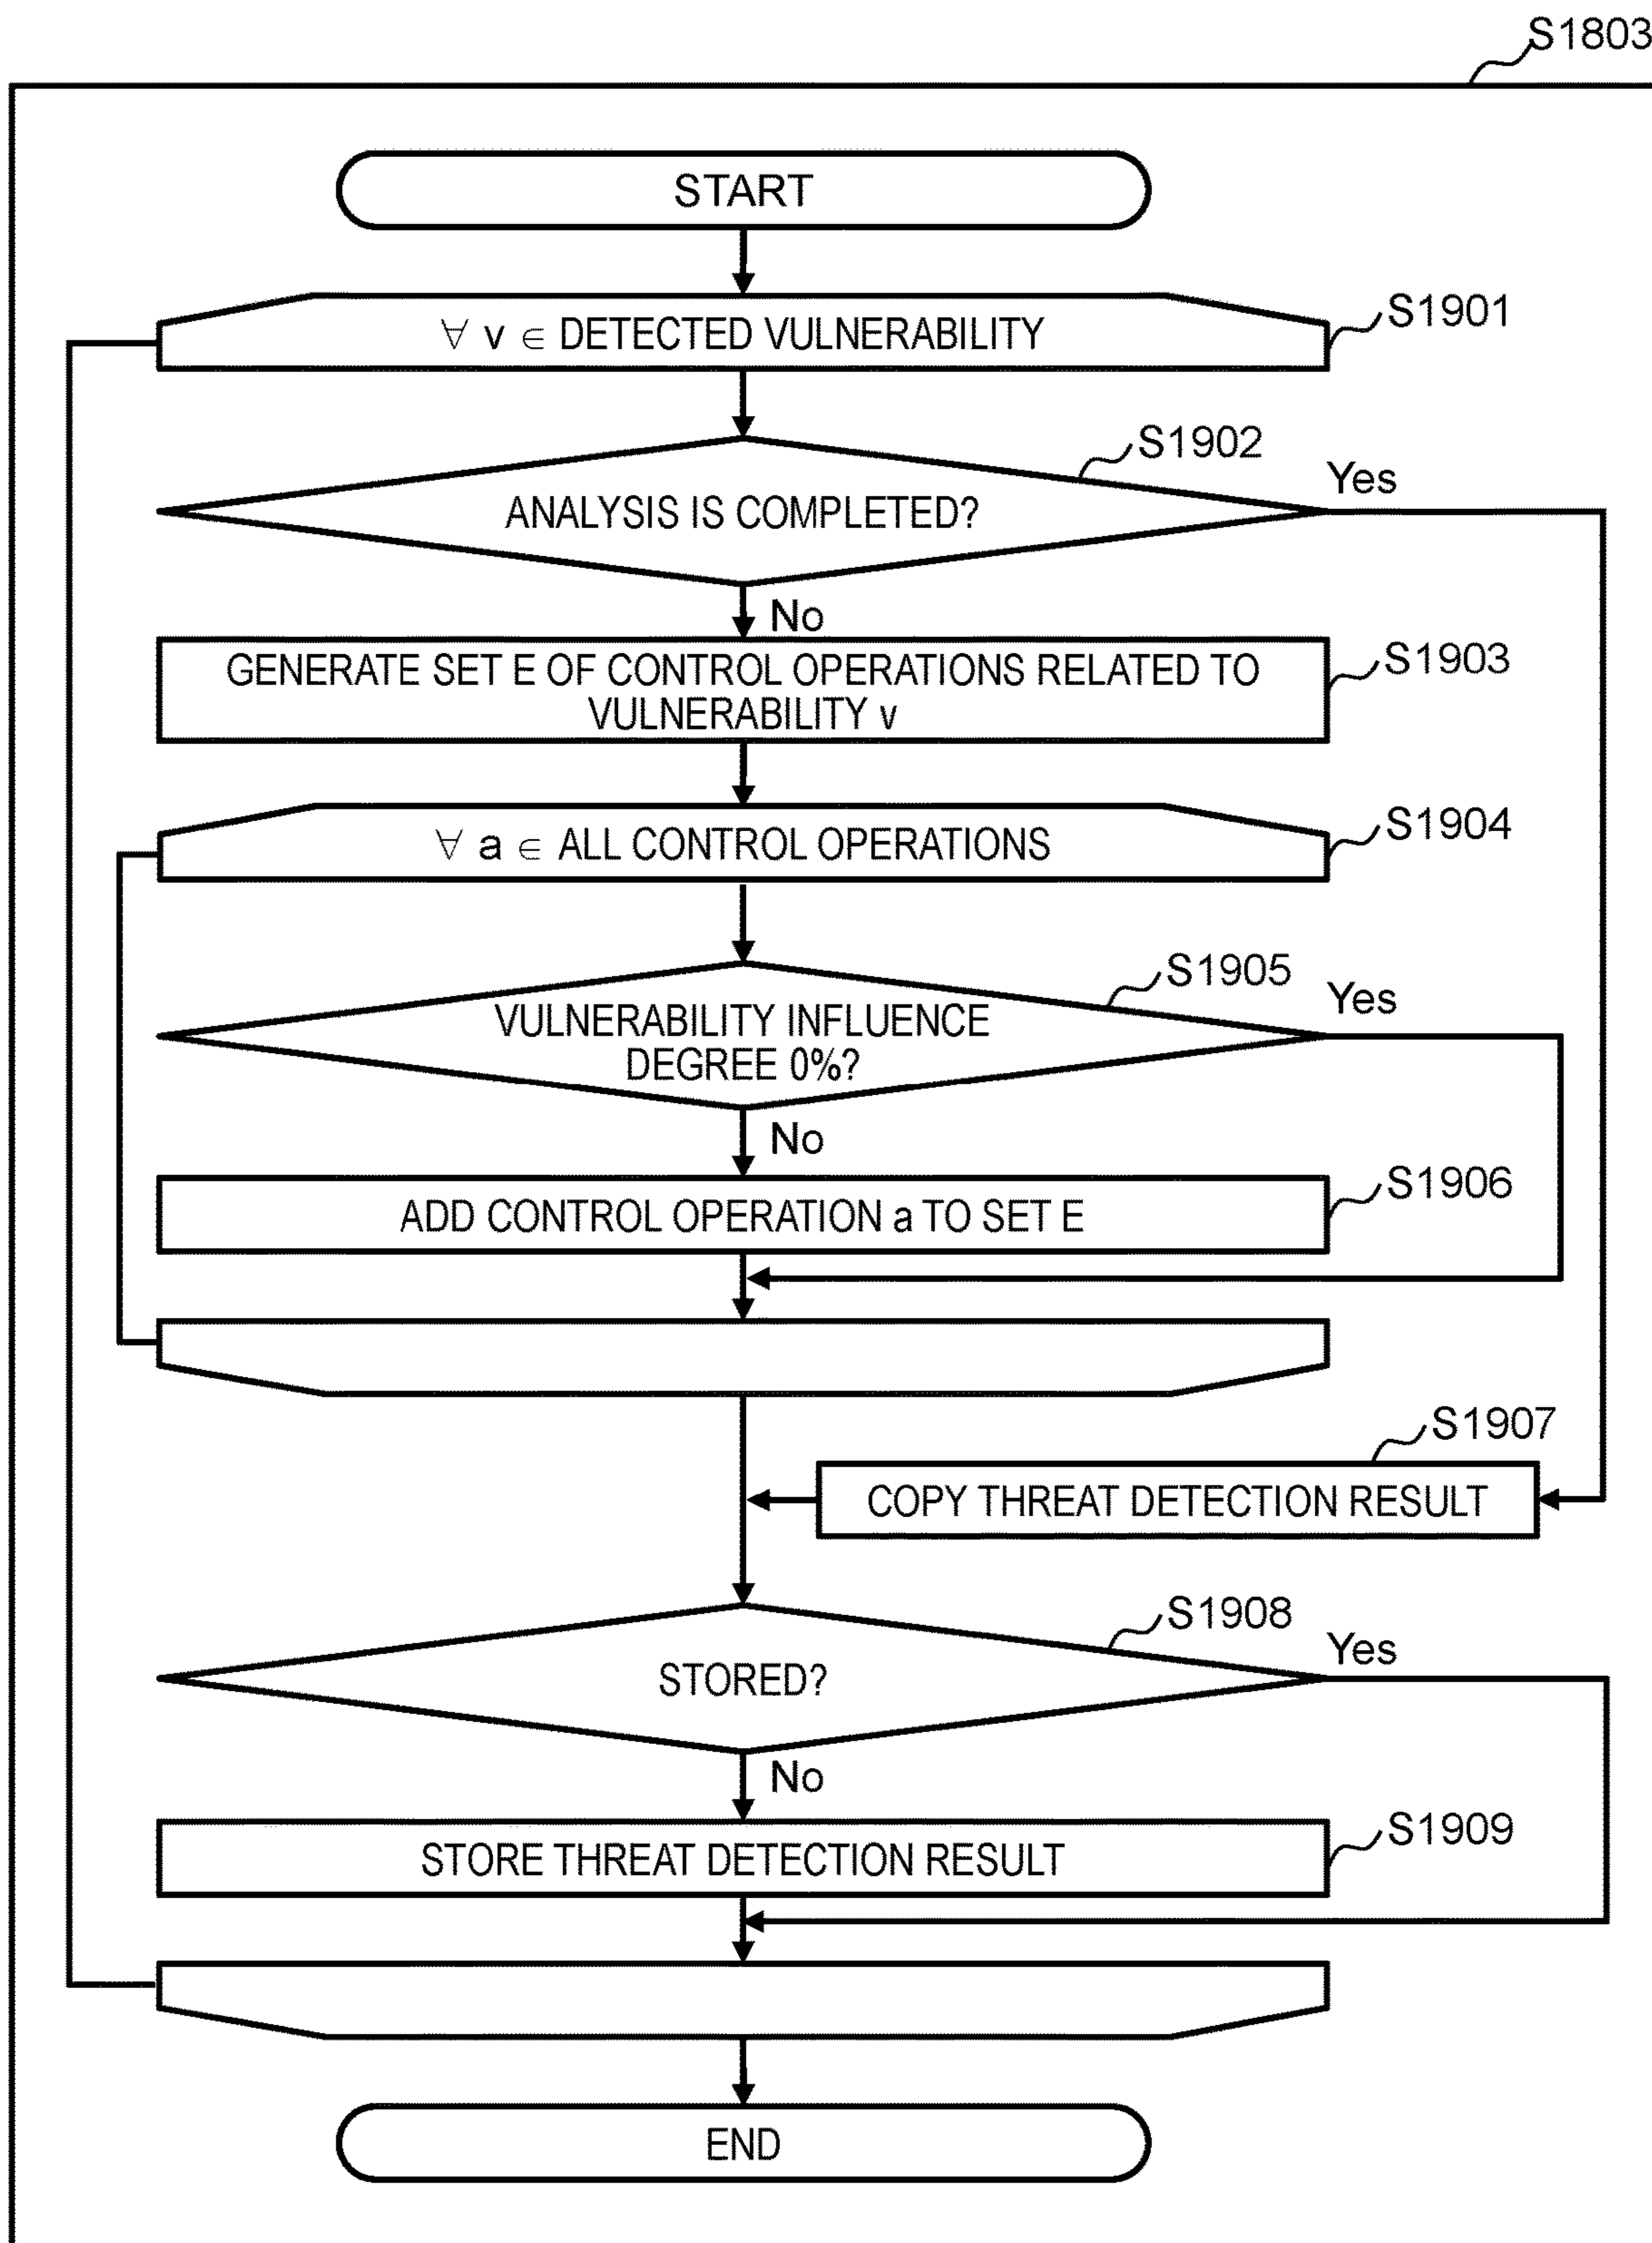 S1803
START
∀ v ∈ DETECTED VULNERABILITY
S1901
S1902
Yes
ANALYSIS IS COMPLETED?
No
GENERATE SET E OF CONTROL OPERATIONS RELATED TO
VULNERABILITY v
S1903
∀ a ∈ ALL CONTROL OPERATIONS
S1904
S1905
Yes
VULNERABILITY INFLUENCE
DEGREE 0%?
No
ADD CONTROL OPERATION a TO SET E
S1906
S1907
COPY THREAT DETECTION RESULT
S1908
Yes
STORED?
No
STORE THREAT DETECTION RESULT
S1909
END